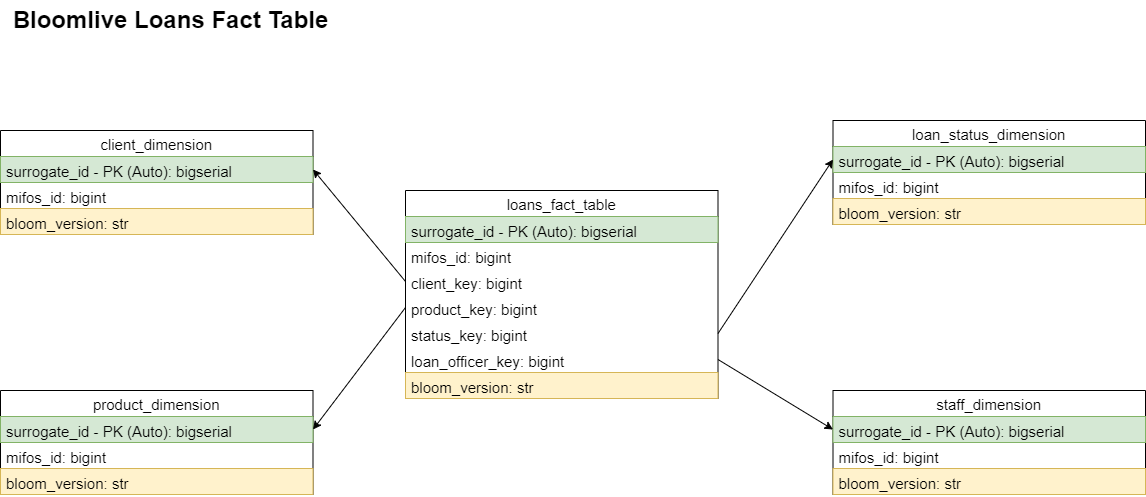 Bloomlive Loans Fact Table
client_dimension
surrogate_id - PK (Auto): bigserial
mifos_id: bigint
bloom_version: str
loans_fact_table
surrogate_id - PK (Auto): bigserial
mifos_id: bigint
client_key: bigint
product_key: bigint
status_key: bigint
loan_officer_key: bigint
bloom_version: str
loan_status_dimension
surrogate_id - PK (Auto): bigserial
mifos_id: bigint
bloom_version: str
product_dimension
surrogate_id - PK (Auto): bigserial
mifos_id: bigint
bloom_version: str
staff_dimension
surrogate_id - PK (Auto): bigserial
mifos_id: bigint
bloom_version: str